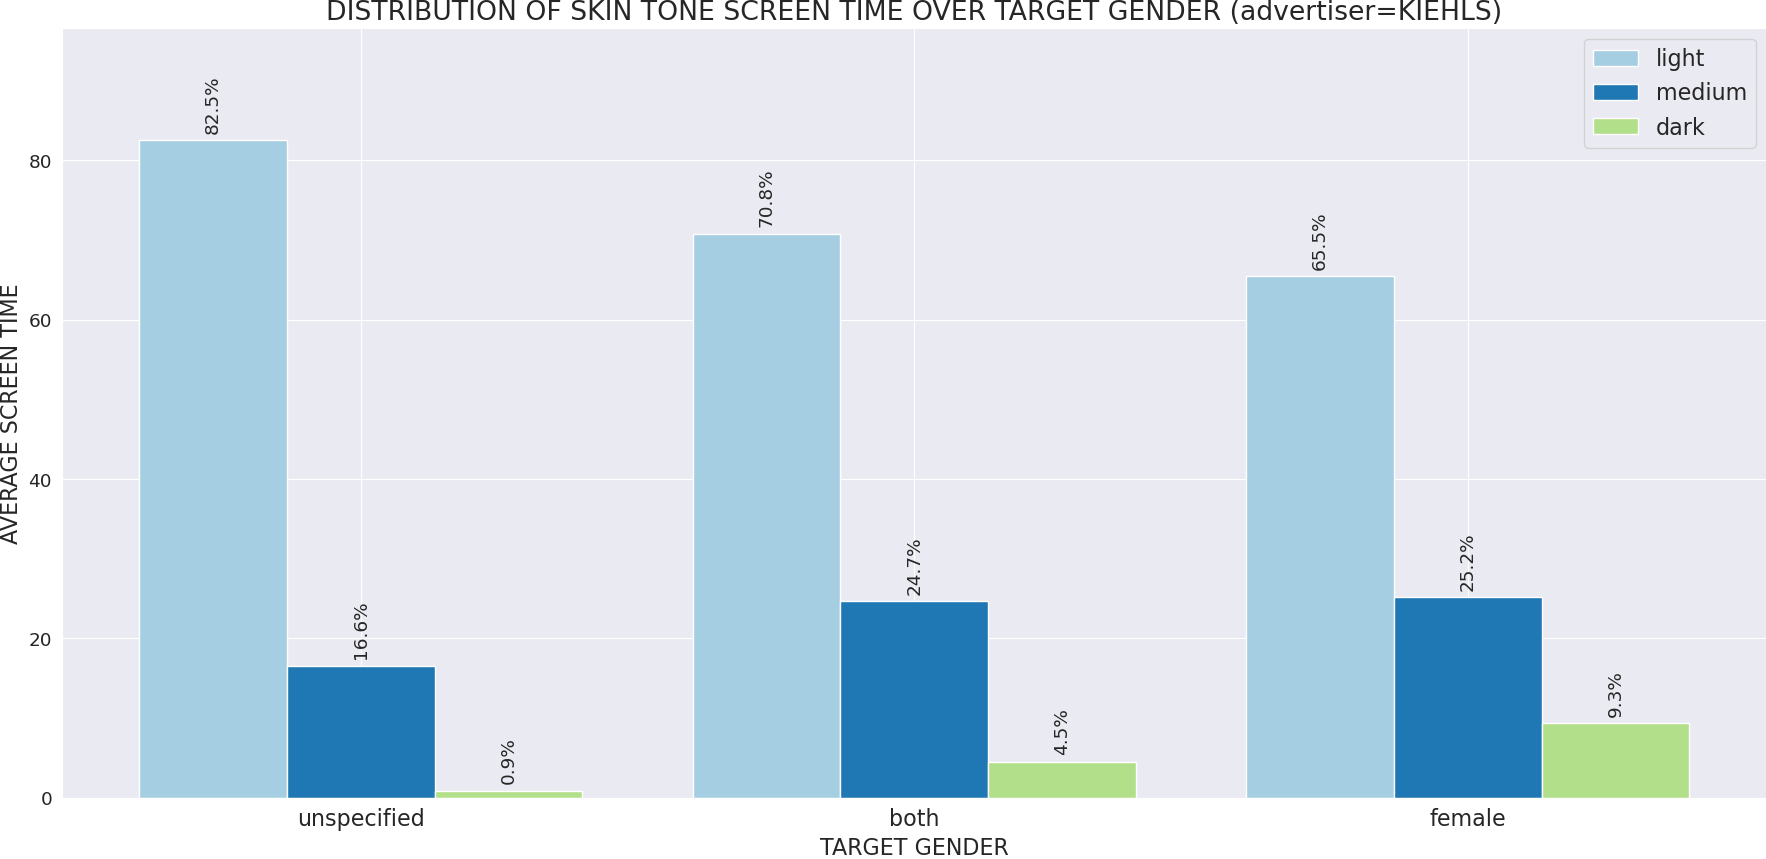 DISTRIBUTION OF SKIN TONE SCREEN TIME OVER TARGET GENDER (advertiser=KIEHLS)
light
medium
dark
AVERAGE SCREEN TIME
80
60
40
20
0
82.5%
16.6%
0.9%
70.8%
24.7%
4.5%
65.5%
25.2%
9.3%
unspecified
both
female
TARGET GENDER